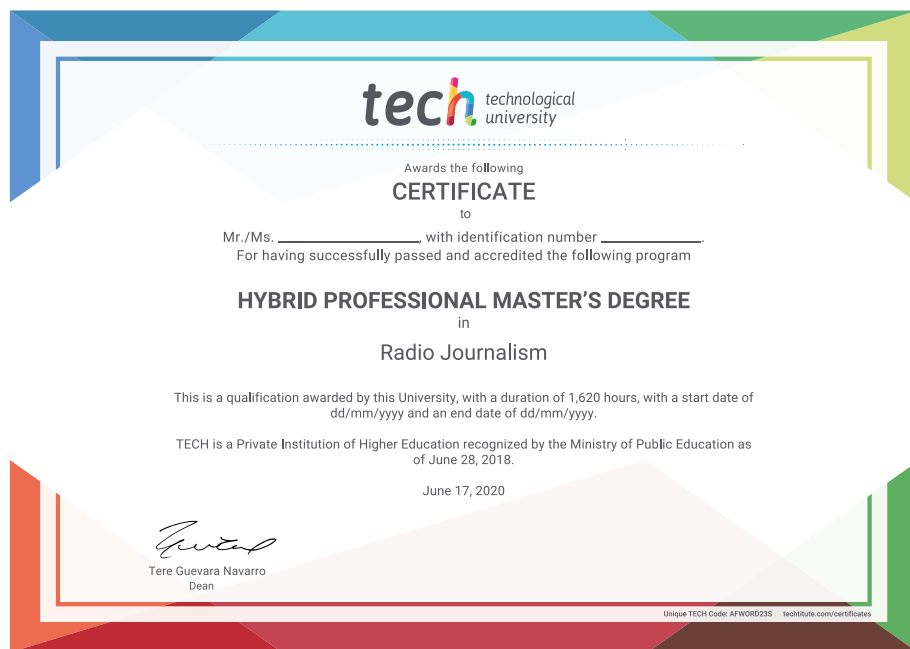 tech technological
university
Awards the following
CERTIFICATE
to
Mr./Ms. ____________, with identification number ____________.
For having successfully passed and accredited the following program
HYBRID PROFESSIONAL MASTER’S DEGREE
in
Radio Journalism
This is a qualification awarded by this University, with a duration of 1,620 hours, with a start date of
dd/mm/yyyy and an end date of dd/mm/yyyy.
TECH is a Private Institution of Higher Education recognized by the Ministry of Public Education as
of June 28, 2018.
June 17, 2020
Tere Guevara Navarro
Dean
Unique TECH Code: AFWORD23S techtitute.com/certificates